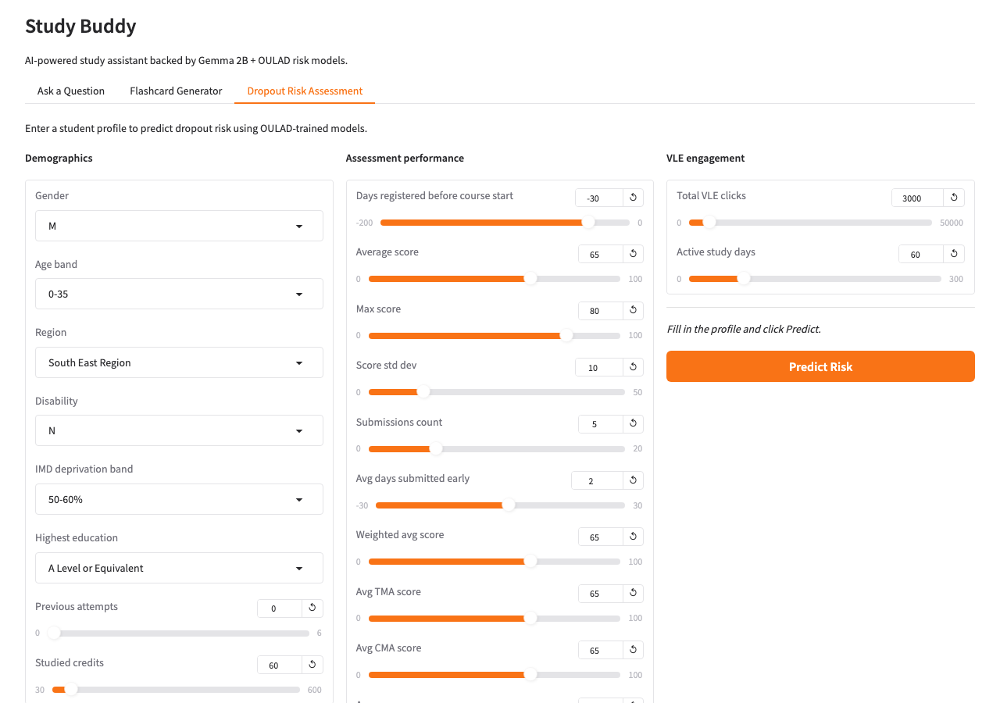 Study Buddy
AI-powered study assistant backed by Gemma 2B + OULAD risk models.
Ask a Question
Flashcard Generator
Dropout Risk Assessment
Enter a student profile to predict dropout risk using OULAD-trained models.
Demographics
Gender
M
Age band
0-35
Region
South East Region
Disability
N
IMD deprivation band
50-60%
Highest education
A Level or Equivalent
Previous attempts
0
0
6
Studied credits
60
30
600
Assessment performance
Days registered before course start
-30
-200
0
Average score
65
0
100
Max score
80
0
100
Score std dev
10
0
50
Submissions count
5
0
20
Avg days submitted early
2
-30
30
Weighted avg score
65
0
100
Avg TMA score
65
0
100
Avg CMA score
65
0
100
VLE engagement
Total VLE clicks
3000
0
50000
Active study days
60
0
300
Fill in the profile and click Predict.
Predict Risk